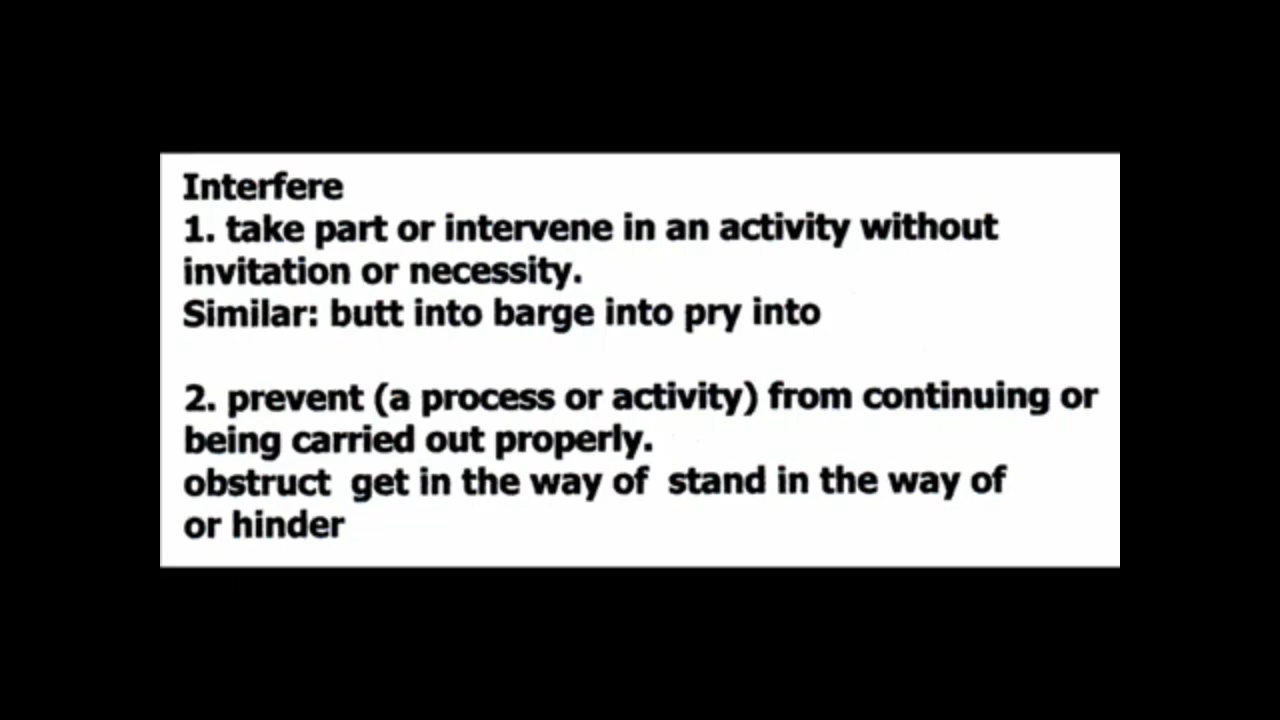 Interfere
1. take part or intervene in an activity without
invitation or necessity.
Similar: butt into barge into pry into
2. prevent (a process or activity) from continuing or
being carried out properly.
obstruct  get in the way of  stand in the way of
or hinder